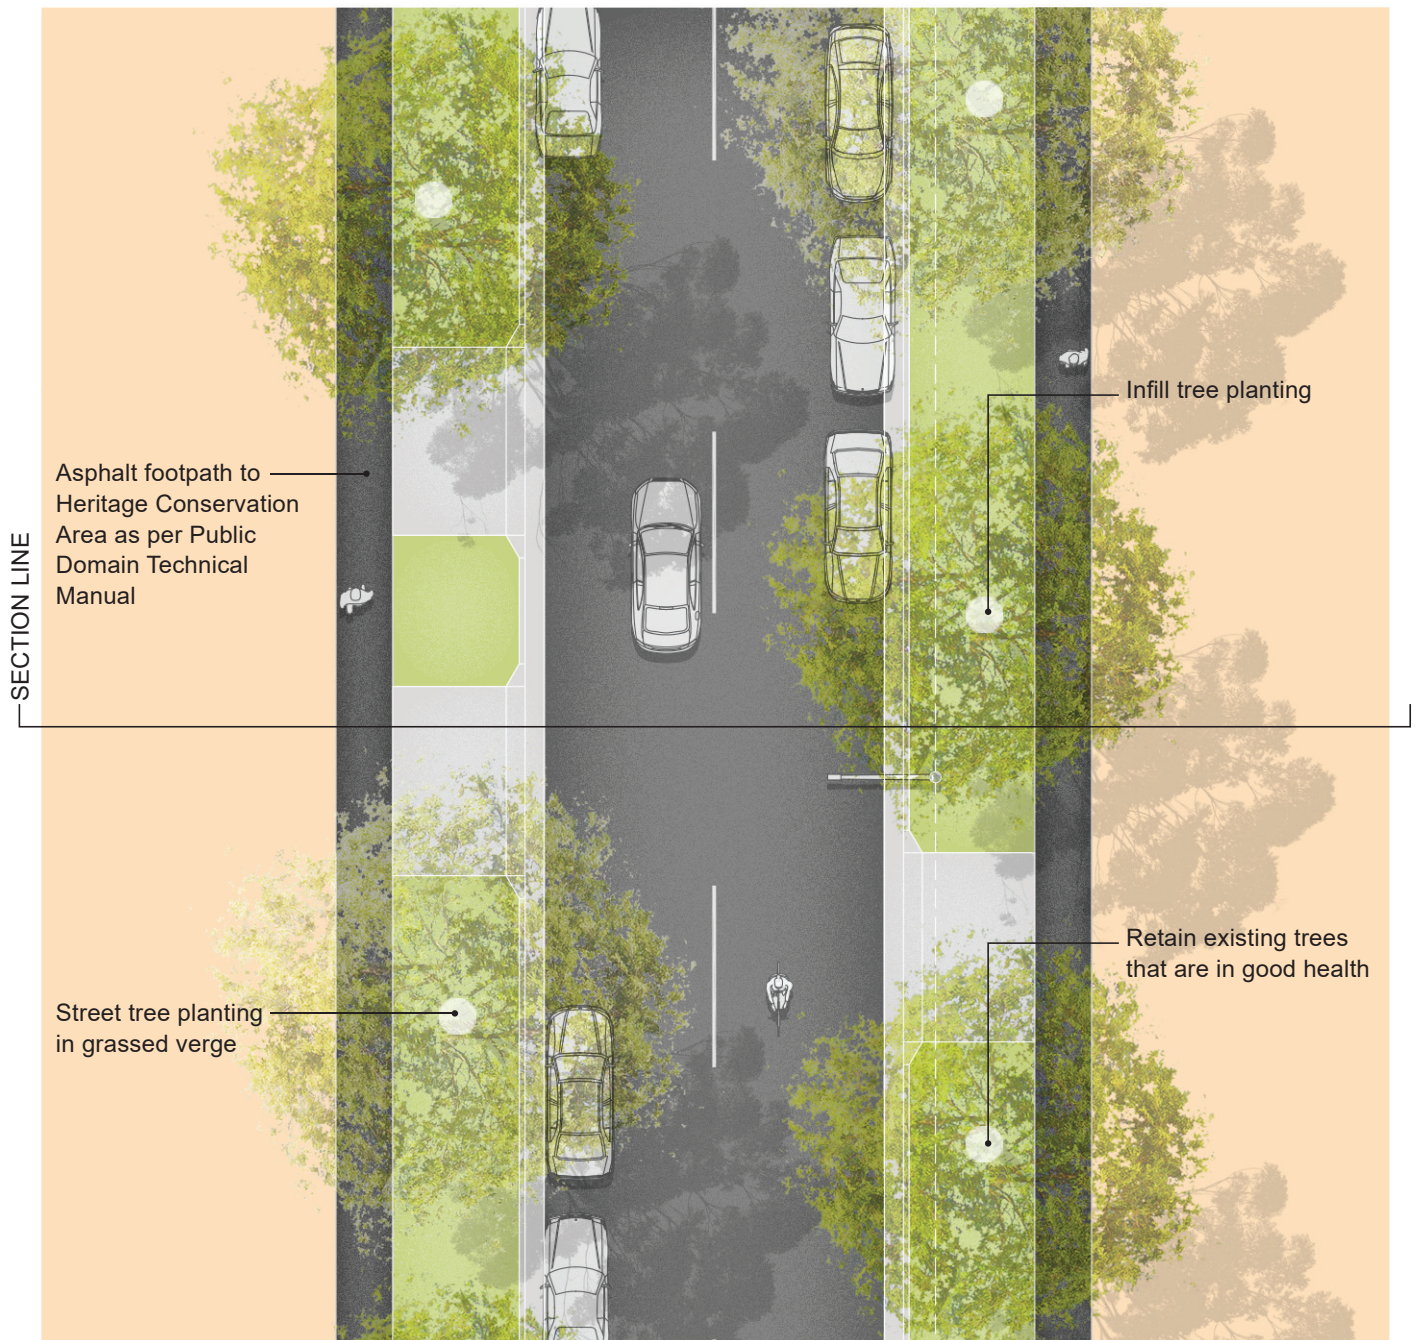 Infill tree planting
Asphalt footpath to
Heritage Conservation
Area as per Public
Domain Technical
Manual
SECTION LINE
Retain existing trees
that are in good health
Street tree planting
in grassed verge